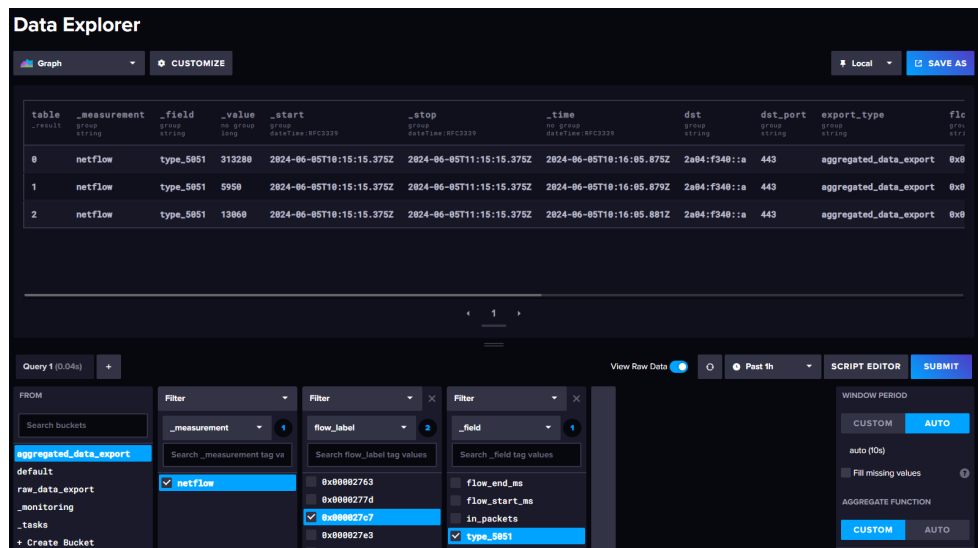 Data Explorer
Graph CUSTOMIZE Local SAVE AS
table _measurement _field _value _start _stop _time dst dst_port export_type flo
_result group group no group group group no group group group group
string string long dateTime:RFC3339 dateTime:RFC3339 dateTime:RFC3339 string string string
0 netflow type_5051 313280 2024-06-05T10:15:15.375Z 2024-06-05T11:15:15.375Z 2024-06-05T10:16:05.875Z 2a04:f340::a 443 aggregated_data_export 0x0
1 netflow type_5051 5950 2024-06-05T10:15:15.375Z 2024-06-05T11:15:15.375Z 2024-06-05T10:16:05.879Z 2a04:f340::a 443 aggregated_data_export 0x0
2 netflow type_5051 13060 2024-06-05T10:15:15.375Z 2024-06-05T11:15:15.375Z 2024-06-05T10:16:05.881Z 2a04:f340::a 443 aggregated_data_export 0x0
1
Query 1 (0.04s) + View Raw Data Past 1h SCRIPT EDITOR SUBMIT
FROM
Search buckets
aggregated_data_export
default
raw_data_export
_monitoring
_tasks
+ Create Bucket
Filter
_measurement 1
Search _measurement tag va
netflow
Filter
flow_label 2
Search flow_label tag values
0x00002763
0x0000277d
0x000027c7
0x000027e3
Filter
_field 1
Search _field tag values
flow_end_ms
flow_start_ms
in_packets
type_5051
WINDOW PERIOD
CUSTOM AUTO
auto (10s)
Fill missing values ?
AGGREGATE FUNCTION
CUSTOM AUTO